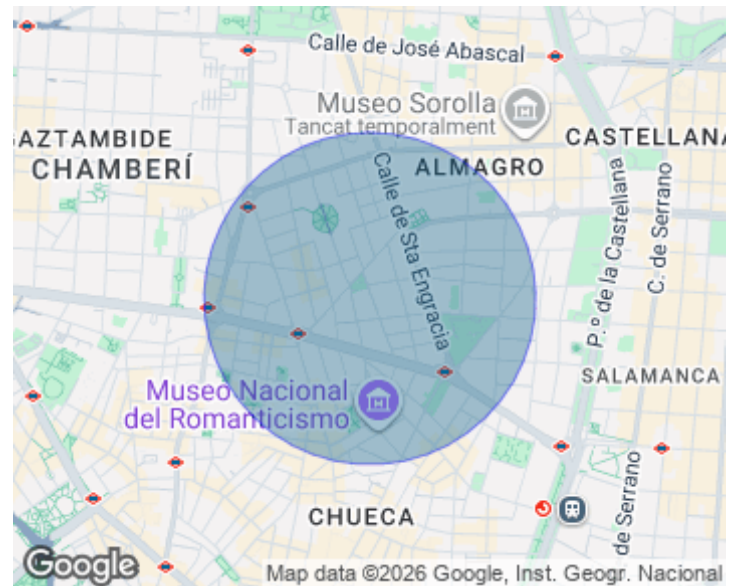 Calle de José Abascal
Museo Sorolla
Tancat temporalment
GAZTAMBIDE
CASTELLANA
CHAMBERÍ
ALMAGRO
Calle de Sta Engracia
P.º de la Castellana
C. de Serrano
SALAMANCA
Museo Nacional
del Romanticismo
de Serrano
CHUECA
Google
Map data ©2026 Google, Inst. Geogr. Nacional